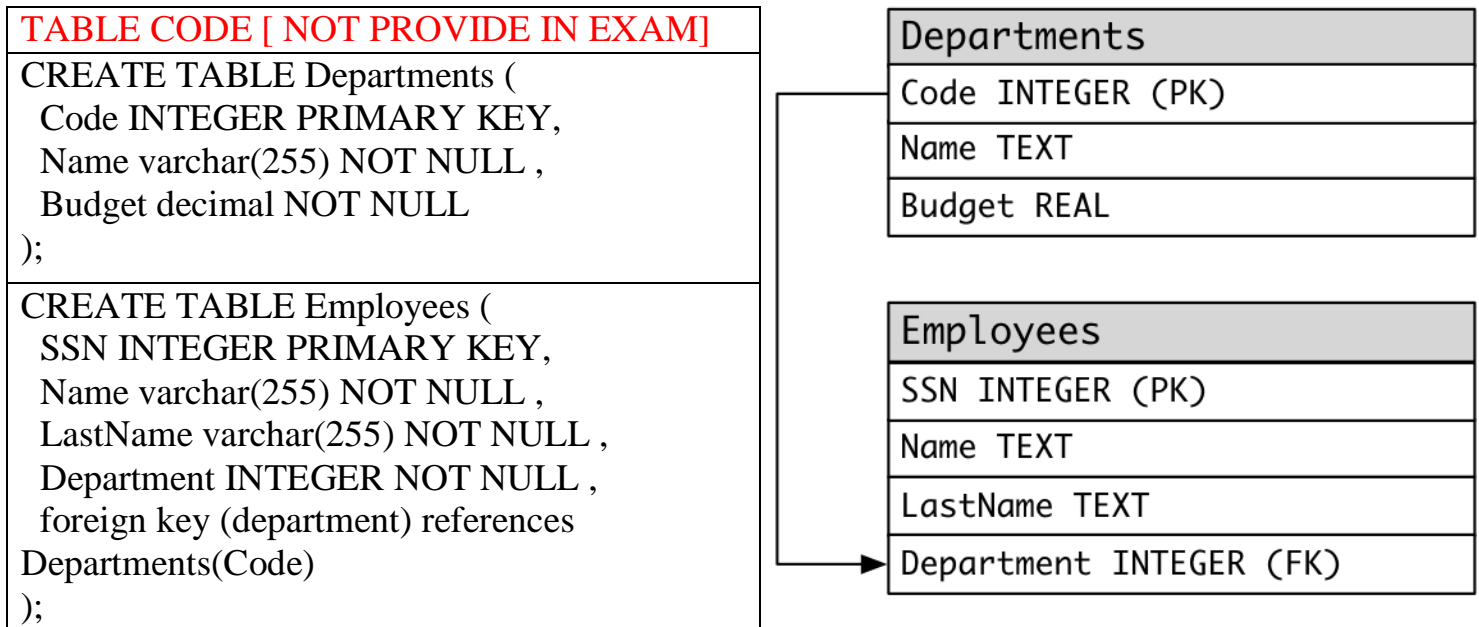 TABLE CODE [ NOT PROVIDE IN EXAM]
CREATE TABLE Departments (
Code INTEGER PRIMARY KEY,
Name varchar(255) NOT NULL ,
Budget decimal NOT NULL
);
CREATE TABLE Employees (
SSN INTEGER PRIMARY KEY,
Name varchar(255) NOT NULL ,
LastName varchar(255) NOT NULL ,
Department INTEGER NOT NULL ,
foreign key (department) references
Departments(Code)
);
Departments
Code INTEGER (PK)
Name TEXT
Budget REAL
Employees
SSN INTEGER (PK)
Name TEXT
LastName TEXT
Department INTEGER (FK)